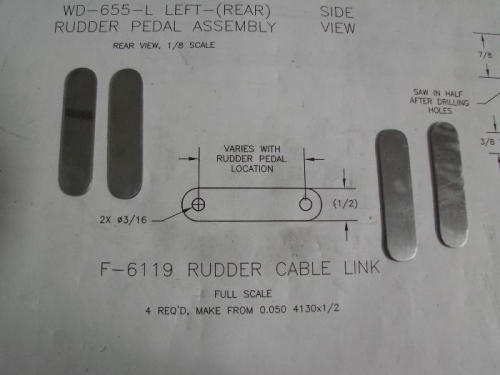 WD-655-L LEFT-(REAR)
RUDDER PEDAL ASSEMBLY
REAR VIEW, 1/8 SCALE
SIDE
VIEW
7/8
SAW IN HALF
AFTER DRILLING
HOLES
3/8
VARIES WITH
RUDDER PEDAL
LOCATION
(1/2)
2X ø3/16
F-6119 RUDDER CABLE LINK
FULL SCALE
4 REQ'D, MAKE FROM 0.050 4130x1/2